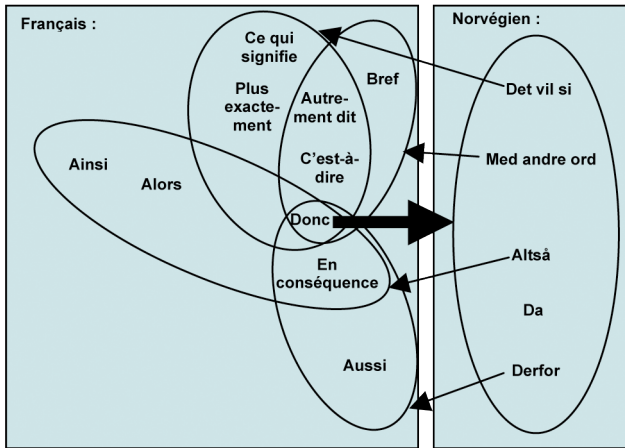 Français :
Ce qui
signifie
Bref
Plus
exacte-
ment
Autre-
ment dit
C'est-à-
dire
Ainsi
Alors
Donc
En
conséquence
Aussi
Norvégien :
Det vil si
Med andre ord
Altså
Da
Derfor